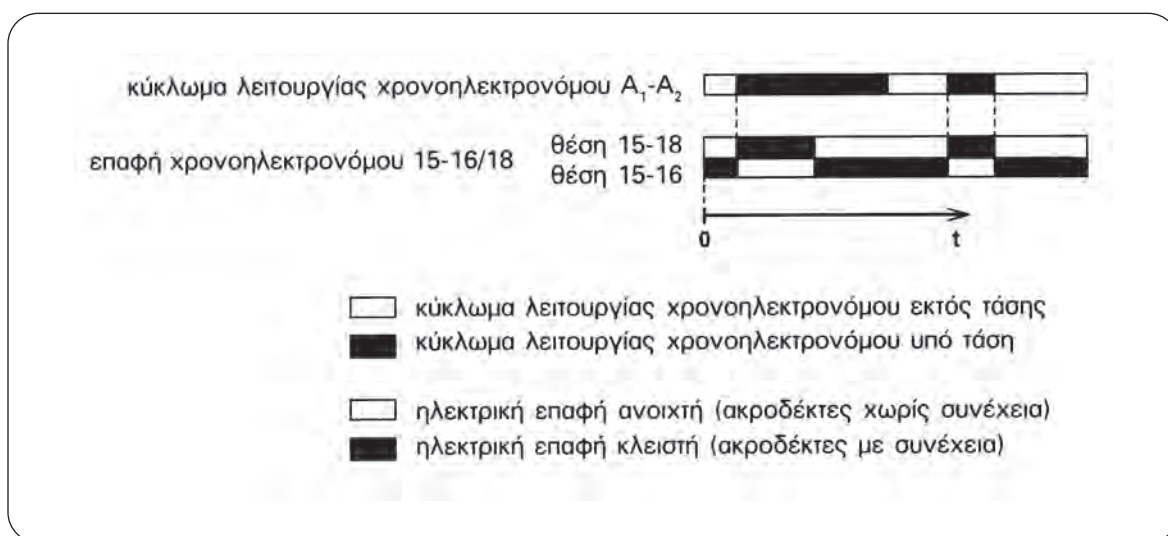 κύκλωμα λειτουργίας χρονοηλεκτρονόμου A₁-A₂
θέση 15-18
επαφή χρονοηλεκτρονόμου 15-16/18
θέση 15-16
0 t
κύκλωμα λειτουργίας χρονοηλεκτρονόμου εκτός τάσης
κύκλωμα λειτουργίας χρονοηλεκτρονόμου υπό τάση
ηλεκτρική επαφή ανοιχτή (ακροδέκτες χωρίς συνέχεια)
ηλεκτρική επαφή κλειστή (ακροδέκτες με συνέχεια)